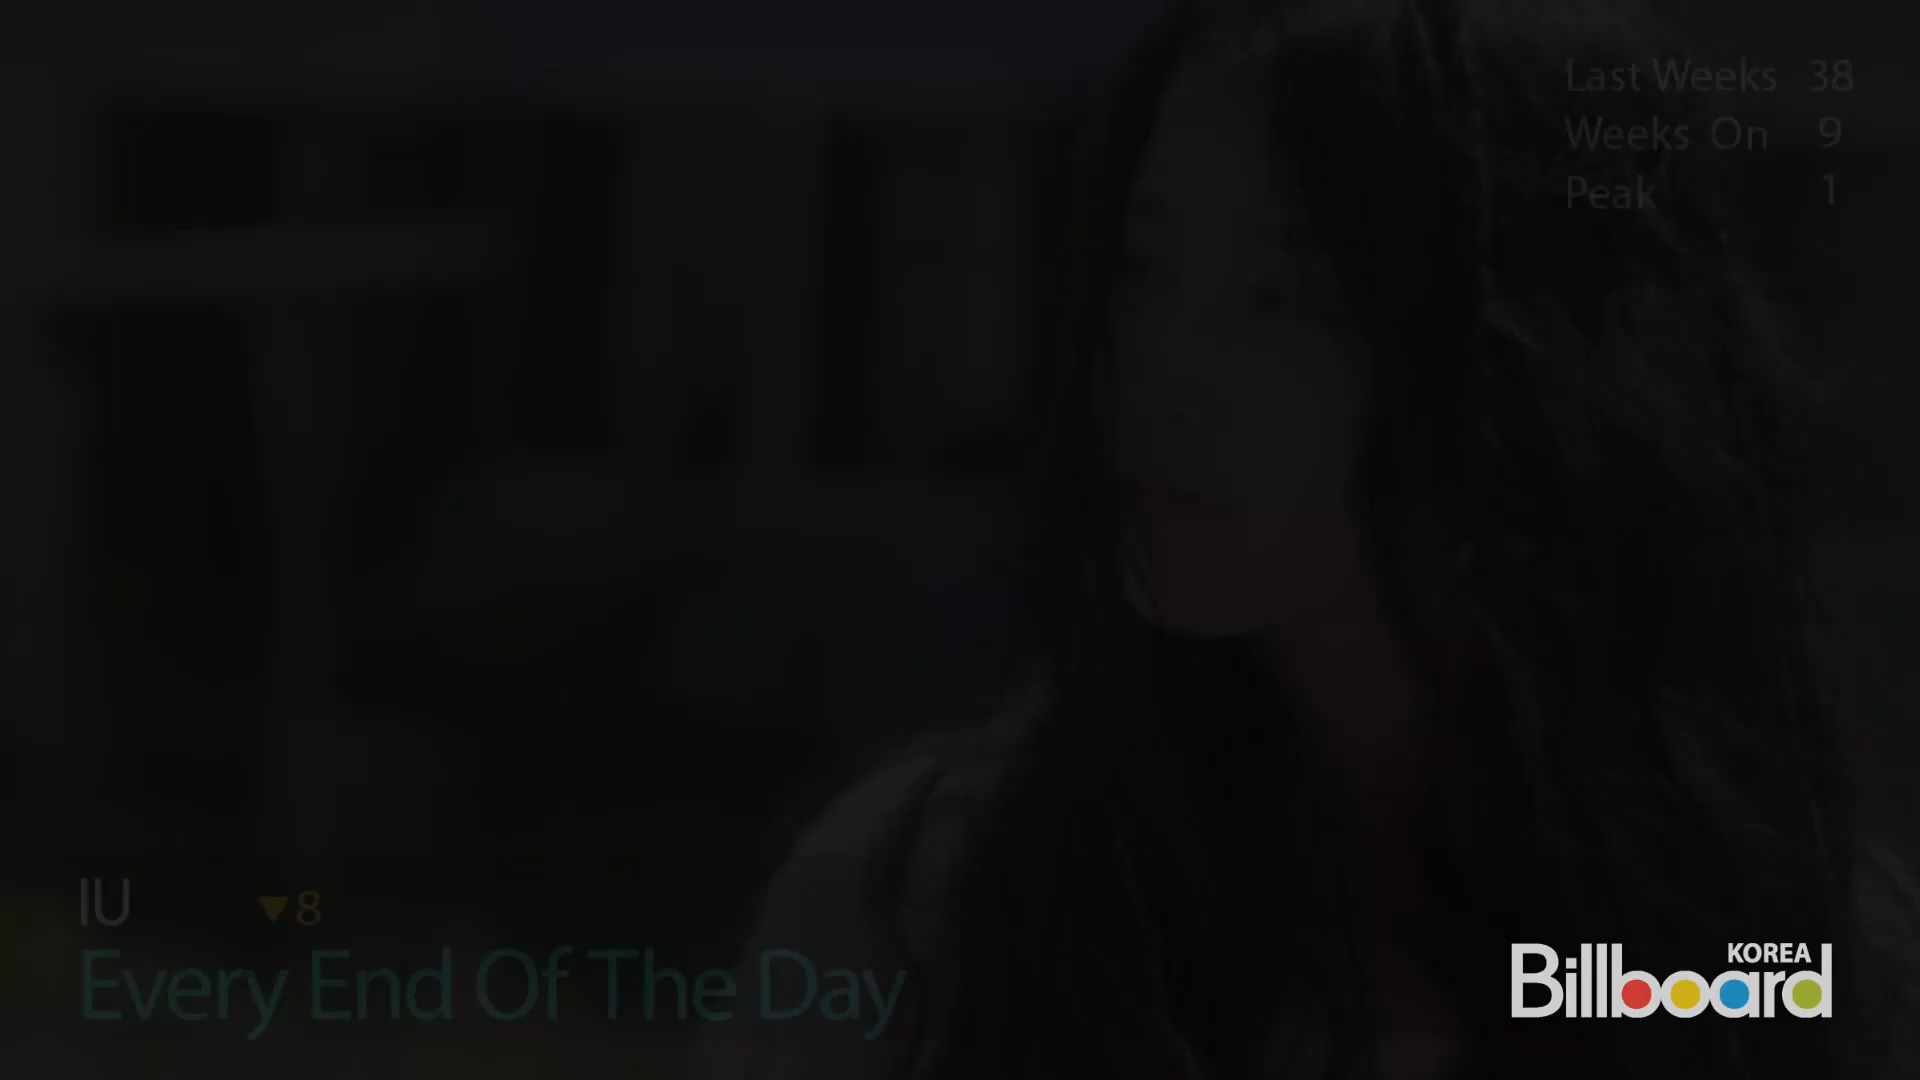 Last Weeks 38
Weeks On 9
Peak 1
IU ▼8
Every End Of The Day
Billboard KOREA